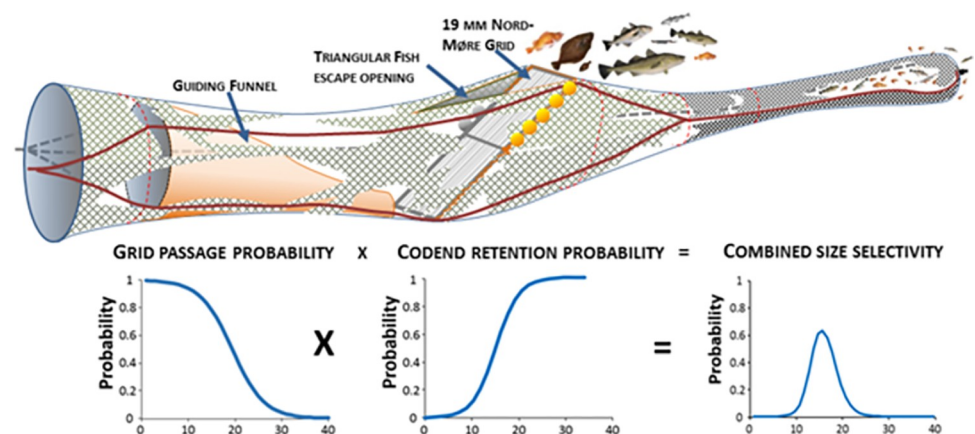 19 MM NORD-
MØRE GRID
TRIANGULAR FISH
ESCAPE OPENING
GUIDING FUNNEL
GRID PASSAGE PROBABILITY X CODEND RETENTION PROBABILITY = COMBINED SIZE SELECTIVITY
Probability
1
0.8
0.6
0.4
0.2
0
0 10 20 30 40
X
Probability
1
0.8
0.6
0.4
0.2
0
0 10 20 30 40
=
Probability
1
0.8
0.6
0.4
0.2
0
0 10 20 30 40